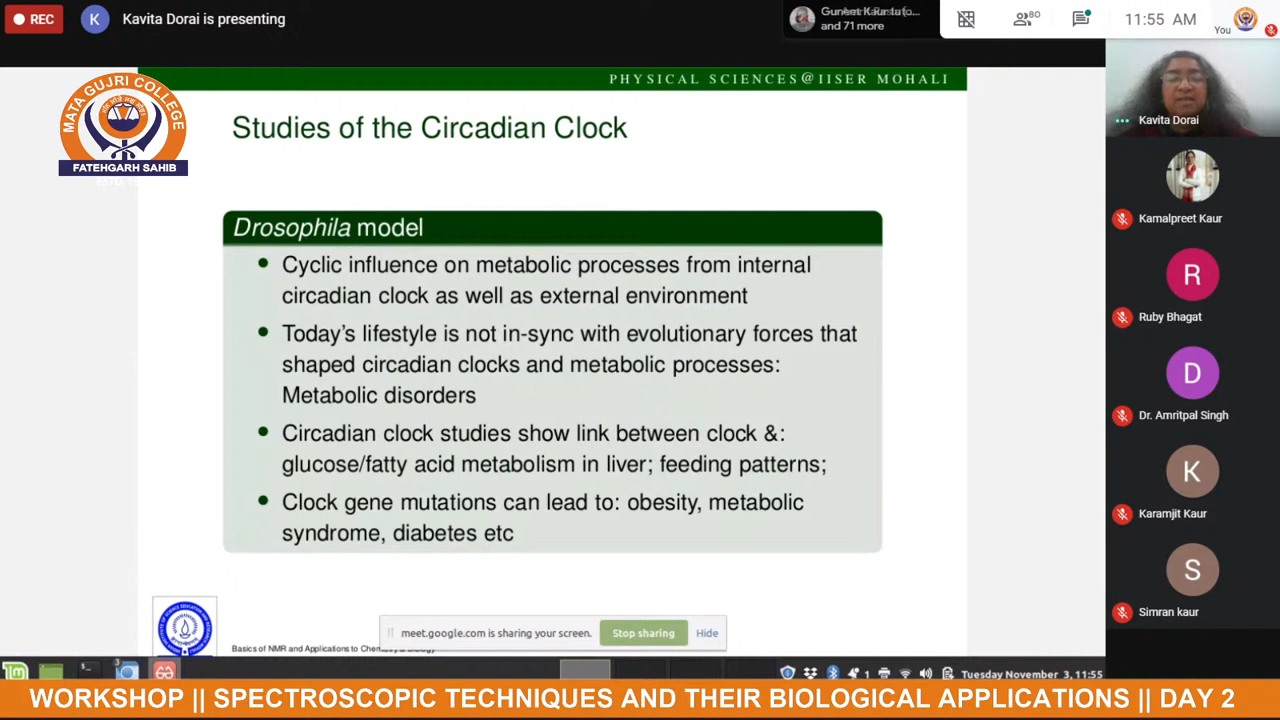 REC
K
Kavita Dorai is presenting
and 71 more
80
11:55 AM
You
PHYSICAL SCIENCES@IISER MOHALI
MATA GUJRI COLLEGE
FATEHGARH SAHIB
Studies of the Circadian Clock
Drosophila model
Cyclic influence on metabolic processes from internal
circadian clock as well as external environment
Today's lifestyle is not in-sync with evolutionary forces that
shaped circadian clocks and metabolic processes:
Metabolic disorders
Circadian clock studies show link between clock &:
glucose/fatty acid metabolism in liver; feeding patterns;
Clock gene mutations can lead to: obesity, metabolic
syndrome, diabetes etc
Kavita Dorai
Kamalpreet Kaur
R
Ruby Bhagat
D
Dr. Amritpal Singh
K
Karamjit Kaur
S
Simran kaur
meet.google.com is sharing your screen.
Stop sharing
Hide
Basics of NMR and Applications to
3
1
Tuesday November 3, 11:55
WORKSHOP || SPECTROSCOPIC TECHNIQUES AND THEIR BIOLOGICAL APPLICATIONS || DAY 2